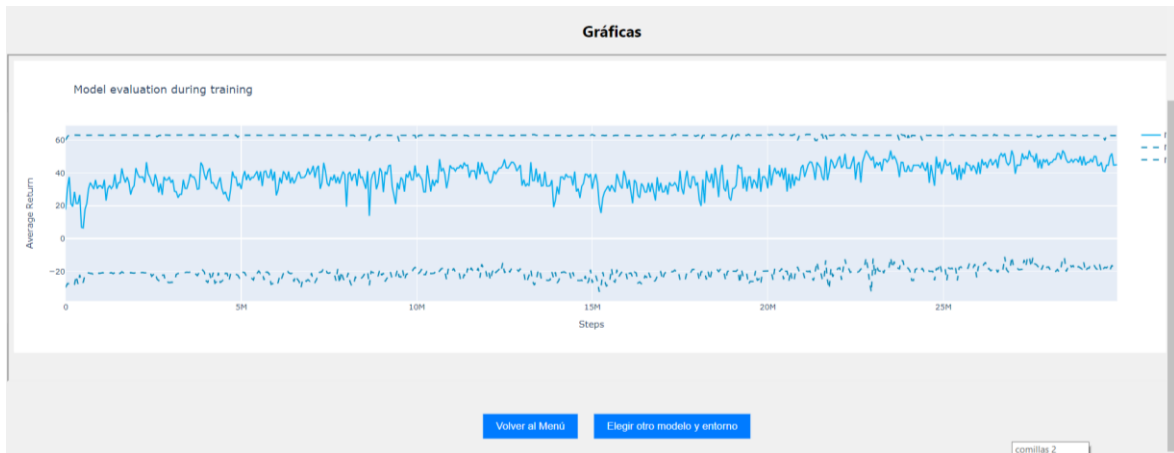 Gráficas
Model evaluation during training
60
40
20
0
−20
Average Return
0
5M
10M
15M
20M
25M
Steps
Volver al Menú
Elegir otro modelo y entorno
comillas 2